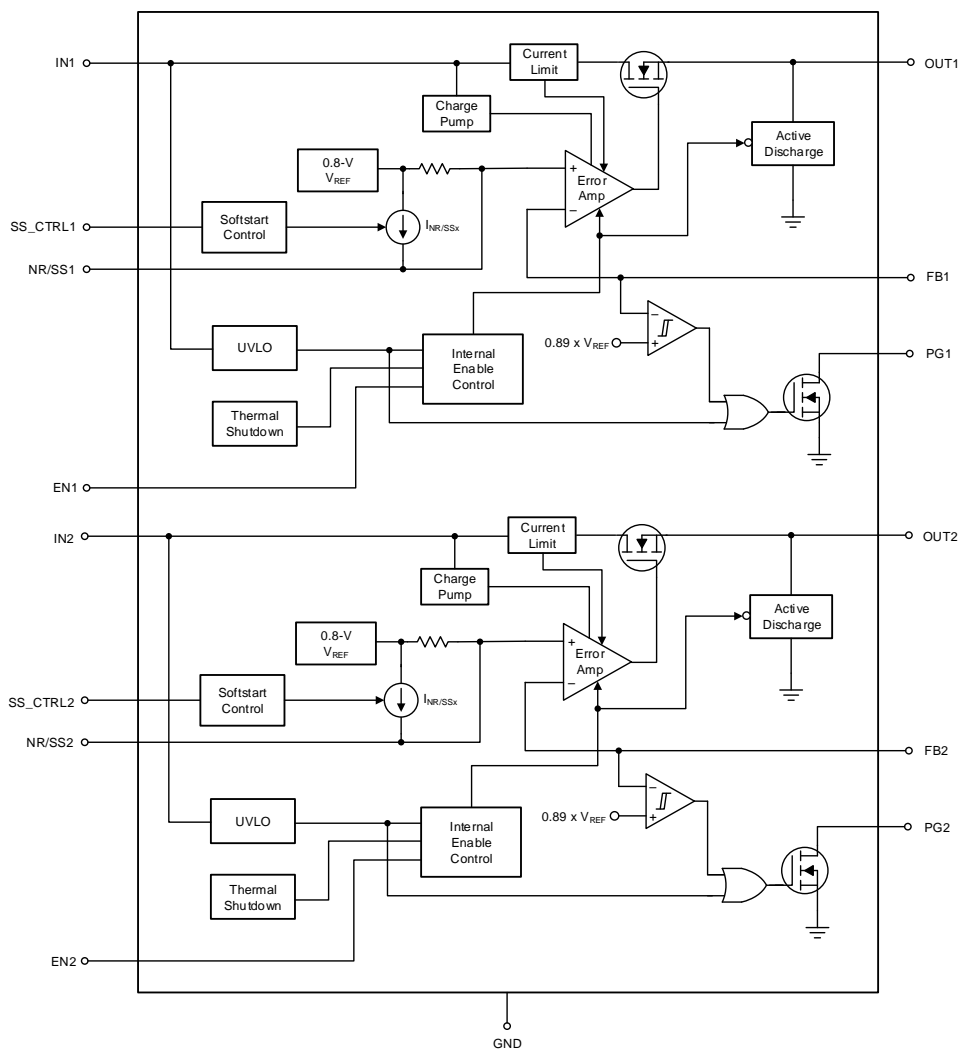 IN1
Current
Limit
OUT1
Charge
Pump
Active
Discharge
0.8-V
VREF
+
Error
Amp
−
SS_CTRL1
Softstart
Control
INR/SSx
NR/SS1
FB1
UVLO
Internal
Enable
Control
−
0.89 x VREF
+
PG1
Thermal
Shutdown
EN1
IN2
Current
Limit
OUT2
Charge
Pump
Active
Discharge
0.8-V
VREF
+
Error
Amp
−
SS_CTRL2
Softstart
Control
INR/SSx
NR/SS2
FB2
UVLO
Internal
Enable
Control
−
0.89 x VREF
+
PG2
Thermal
Shutdown
EN2
GND